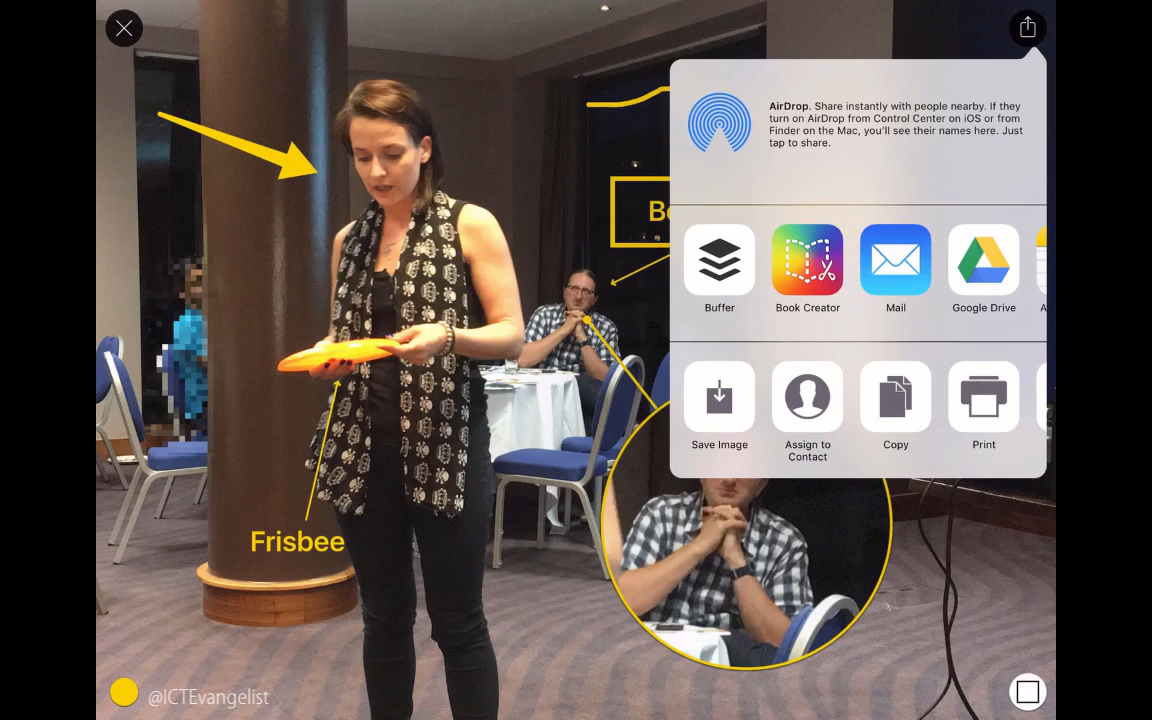 AirDrop. Share instantly with people nearby. If they
turn on AirDrop from Control Center on iOS or from
Finder on the Mac, you'll see their names here. Just
tap to share.
Bo
Buffer
Book Creator
Mail
Google Drive
A
Save Image
Assign to
Contact
Copy
Print
Frisbee
@ICTEvangelist